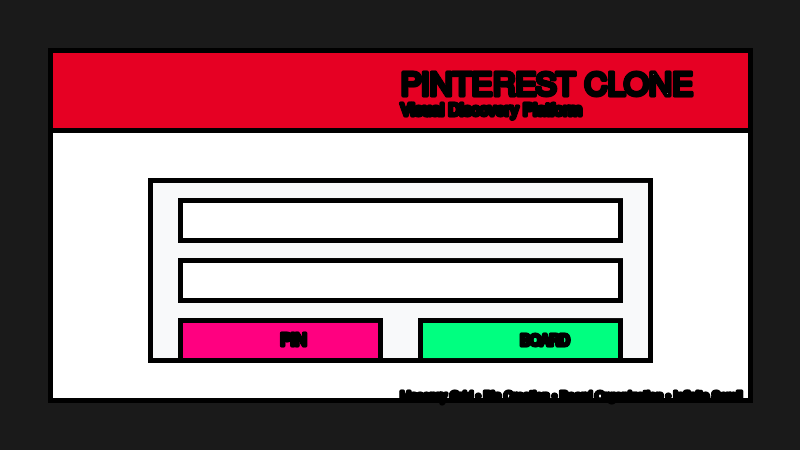 PINTEREST CLONE
Visual Discovery Platform
PIN
BOARD
Masonry Grid • Pin Creation • Board Organization • Infinite Scroll